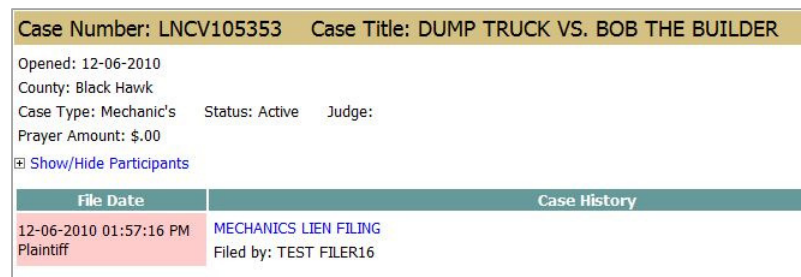 Case Number: LNCV105353 Case Title: DUMP TRUCK VS. BOB THE BUILDER
Opened: 12-06-2010
County: Black Hawk
Case Type: Mechanic's Status: Active Judge:
Prayer Amount: $.00
Show/Hide Participants
File Date Case History
12-06-2010 01:57:16 PM MECHANICS LIEN FILING
Plaintiff Filed by: TEST FILER16